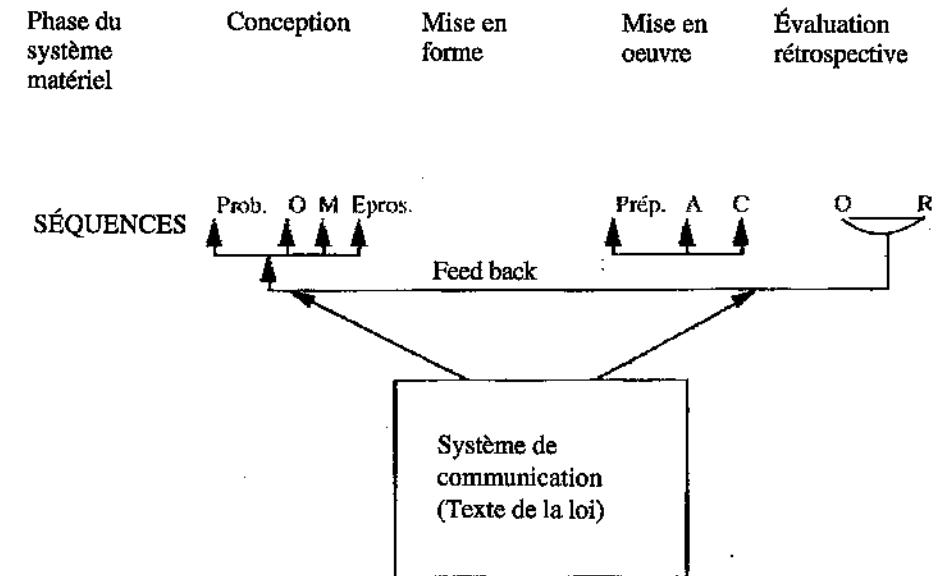 Phase du système matériel
Conception
Mise en forme
Mise en oeuvre
Évaluation rétrospective
SÉQUENCES
Prob. O M Epros.
Prép. A C
O R
Feed back
Système de
communication
(Texte de la loi)